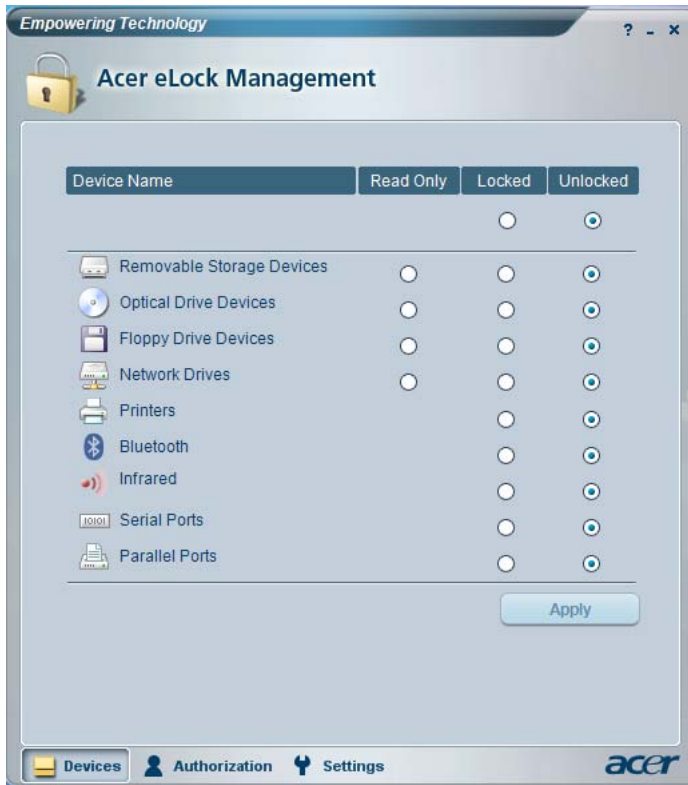 Empowering Technology
? - x
Acer eLock Management
Device Name Read Only Locked Unlocked
Removable Storage Devices
Optical Drive Devices
Floppy Drive Devices
Network Drives
Printers
Bluetooth
Infrared
10101 Serial Ports
Parallel Ports
Apply
Devices Authorization Settings acer